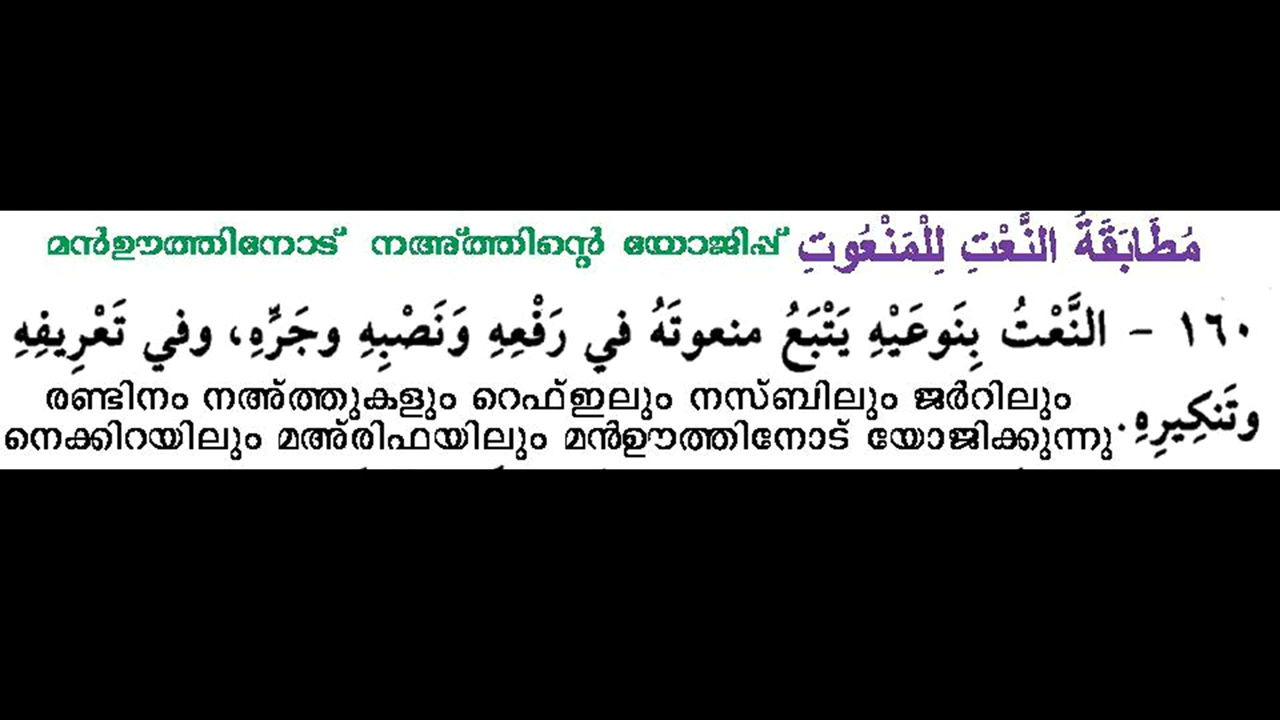 مُطَابَقَةُ النَّعْتِ لِلْمَنْعُوتِ മൻഊത്തിനോട് നഅ്ത്തിന്റെ യോജിപ്പ്
١٦٠ - النَّعْتُ بِنَوعَيْهِ يَتْبَعُ منعوتَهُ في رَفْعِهِ وَنَصْبِهِ وجَرِّهِ، وفي تَعْرِيفِهِ
وتَنكِيرِهِ.
രണ്ടിനം നഅ്ത്തുകളും റെഫ്ഇലും നസ്ബിലും ജർറിലും
നെക്കിറയിലും മഅ്രിഫയിലും മൻഊത്തിനോട് യോജിക്കുന്നു